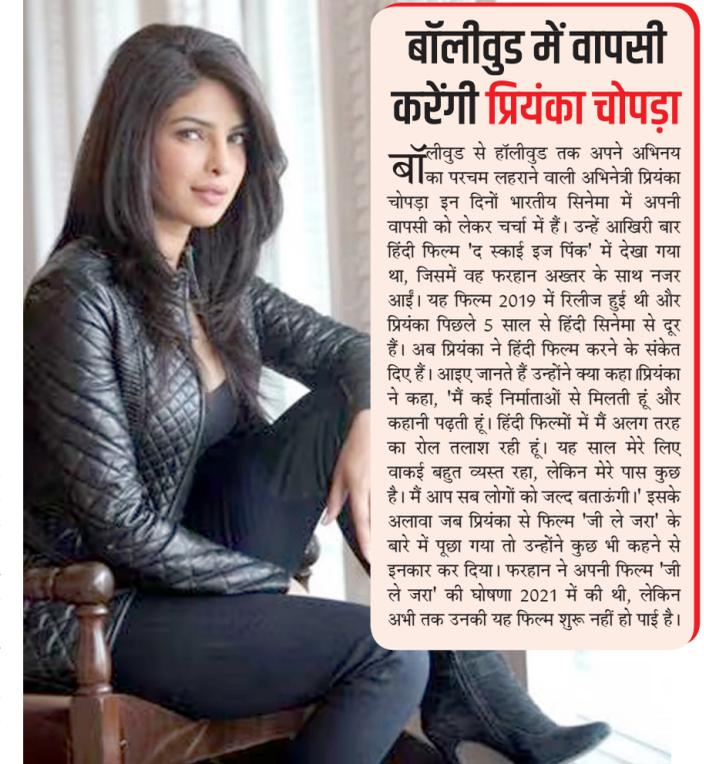 बॉलीवुड में वापसी
करेंगी प्रियंका चोपड़ा
बॉलीवुड से हॉलीवुड तक अपने अभिनय
का परचम लहराने वाली अभिनेत्री प्रियंका
चोपड़ा इन दिनों भारतीय सिनेमा में अपनी
वापसी को लेकर चर्चा में हैं। उन्हें आखिरी बार
हिंदी फिल्म 'द स्काई इज पिंक' में देखा गया
था, जिसमें वह फरहान अख्तर के साथ नजर
आईं। यह फिल्म 2019 में रिलीज हुई थी और
प्रियंका पिछले 5 साल से हिंदी सिनेमा से दूर
हैं। अब प्रियंका ने हिंदी फिल्म करने के संकेत
दिए हैं। आइए जानते हैं उन्होंने क्या कहा।प्रियंका
ने कहा, 'मैं कई निर्माताओं से मिलती हूं और
कहानी पढ़ती हूं। हिंदी फिल्मों में मैं अलग तरह
का रोल तलाश रही हूं। यह साल मेरे लिए
वाकई बहुत व्यस्त रहा, लेकिन मेरे पास कुछ
है। मैं आप सब लोगों को जल्द बताऊंगी।' इसके
अलावा जब प्रियंका से फिल्म 'जी ले जरा' के
बारे में पूछा गया तो उन्होंने कुछ भी कहने से
इनकार कर दिया। फरहान ने अपनी फिल्म 'जी
ले जरा' की घोषणा 2021 में की थी, लेकिन
अभी तक उनकी यह फिल्म शुरू नहीं हो पाई है।